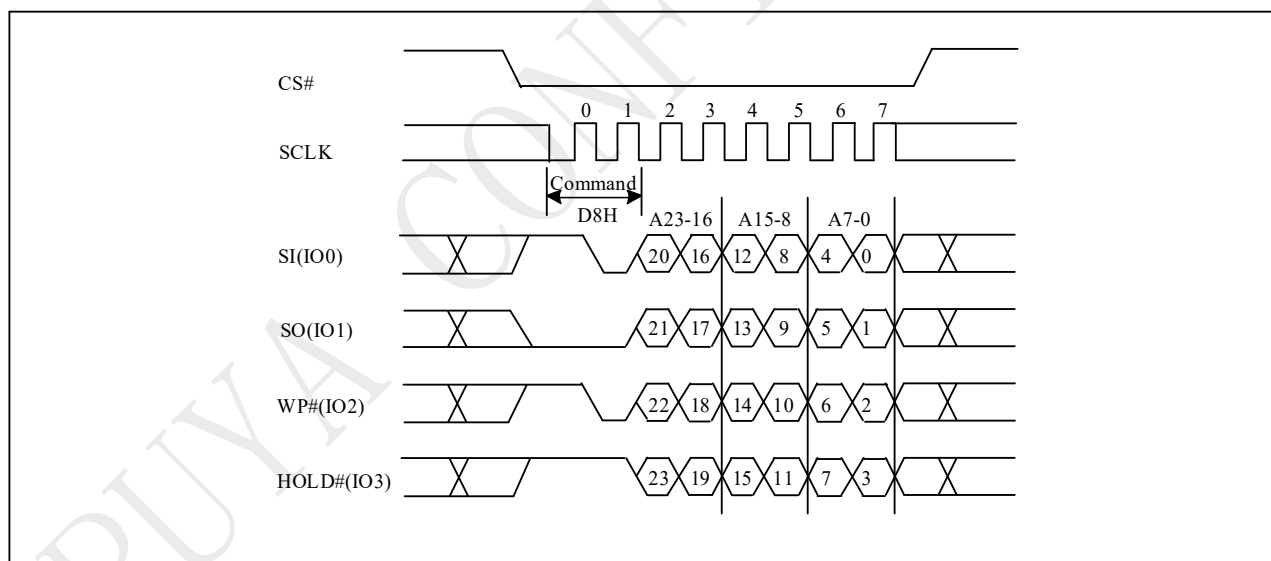 PUYA CONF
CS#
0 1 2 3 4 5 6 7
SCLK
Command
D8H
A23-16 A15-8 A7-0
SI(IO0) 20 16 12 8 4 0
SO(IO1) 21 17 13 9 5 1
WP#(IO2) 22 18 14 10 6 2
HOLD#(IO3) 23 19 15 11 7 3